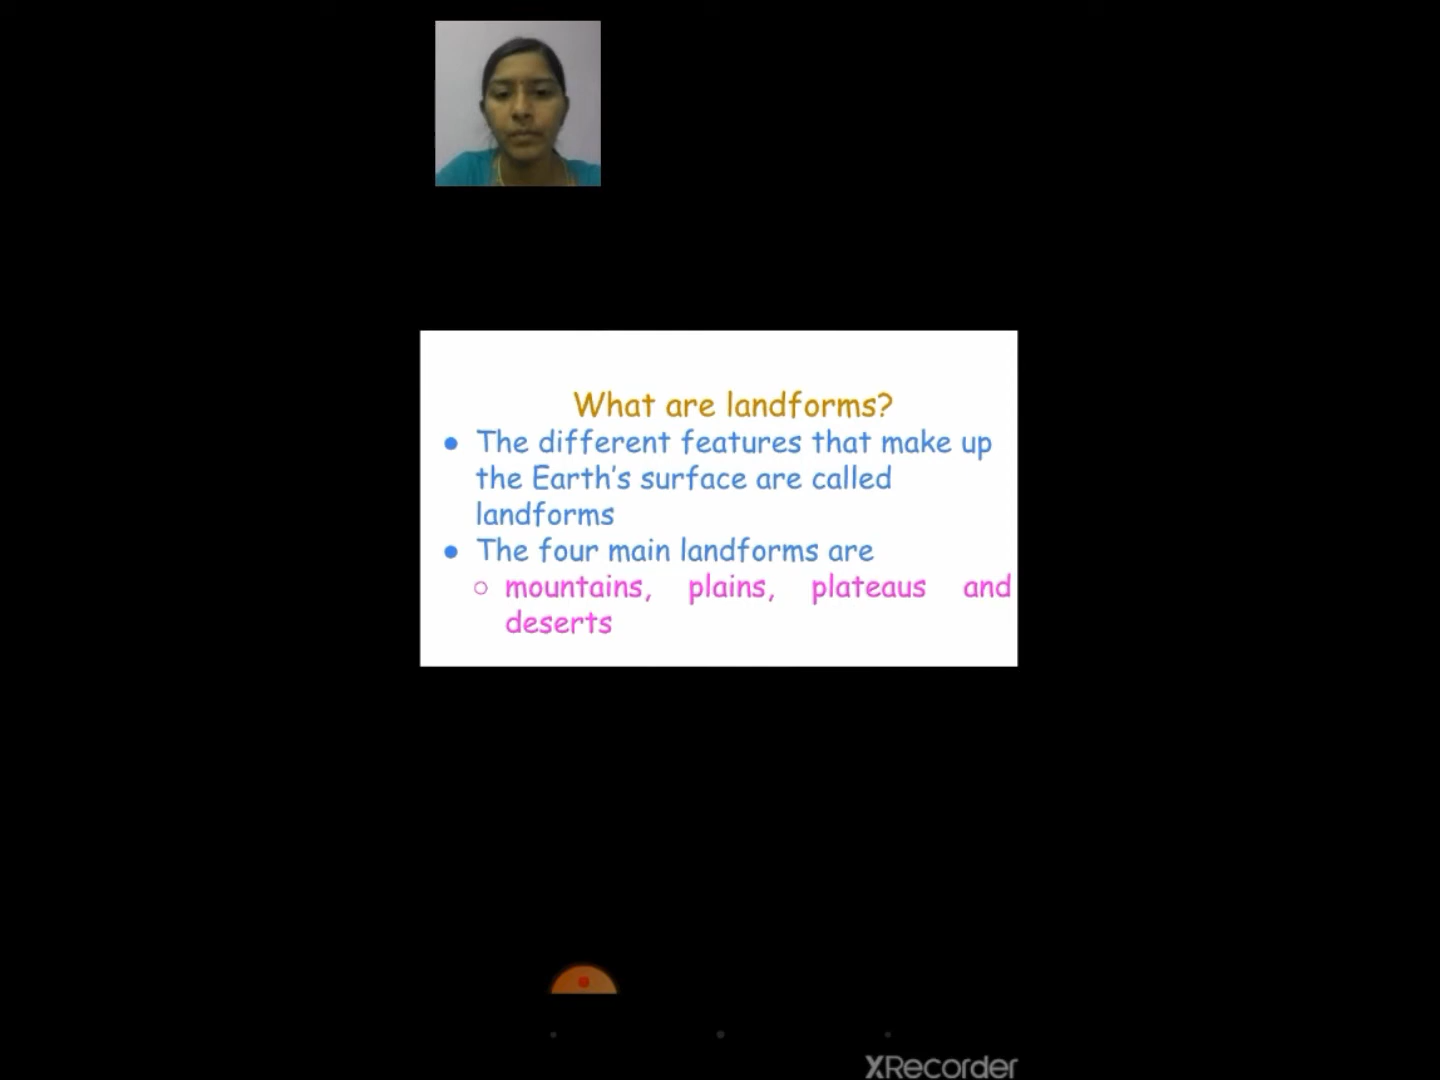 What are landforms?
● The different features that make up
the Earth's surface are called
landforms
● The four main landforms are
○ mountains, plains, plateaus and
deserts
XRecorder